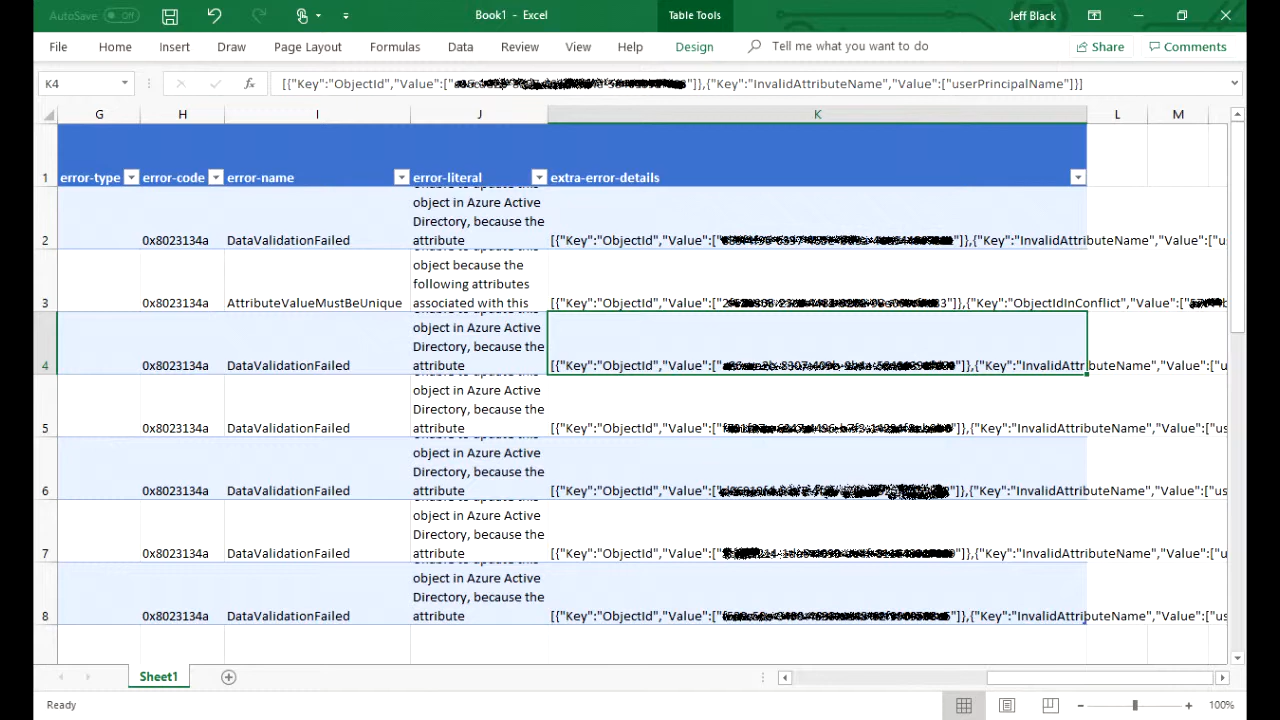 AutoSave Off Book1 - Excel Table Tools Jeff Black
File Home Insert Draw Page Layout Formulas Data Review View Help Design Tell me what you want to do Share Comments
K4 fx [{"Key":"ObjectId","Value":["
"]},{"Key":"InvalidAttributeName","Value":["userPrincipalName"]}]
G H I J K L M
1 error-type error-code error-name error-literal extra-error-details
object in Azure Active
Directory, because the
2 0x8023134a DataValidationFailed attribute [{"Key":"ObjectId","Value":[" "]},{"Key":"InvalidAttributeName","Value":["u
object because the
following attributes
3 0x8023134a AttributeValueMustBeUnique associated with this [{"Key":"ObjectId","Value":[" "]},{"Key":"ObjectIdInConflict","Value":["
object in Azure Active
Directory, because the
4 0x8023134a DataValidationFailed attribute [{"Key":"ObjectId","Value":[" "]},{"Key":"InvalidAttributeName","Value":["u
object in Azure Active
Directory, because the
5 0x8023134a DataValidationFailed attribute [{"Key":"ObjectId","Value":[" "]},{"Key":"InvalidAttributeName","Value":["us
object in Azure Active
Directory, because the
6 0x8023134a DataValidationFailed attribute [{"Key":"ObjectId","Value":[" "]},{"Key":"InvalidAttributeName","Value":["us
object in Azure Active
Directory, because the
7 0x8023134a DataValidationFailed attribute [{"Key":"ObjectId","Value":[" "]},{"Key":"InvalidAttributeName","Value":["u
object in Azure Active
Directory, because the
8 0x8023134a DataValidationFailed attribute [{"Key":"ObjectId","Value":[" "]},{"Key":"InvalidAttributeName","Value":["us
Sheet1
Ready 100%